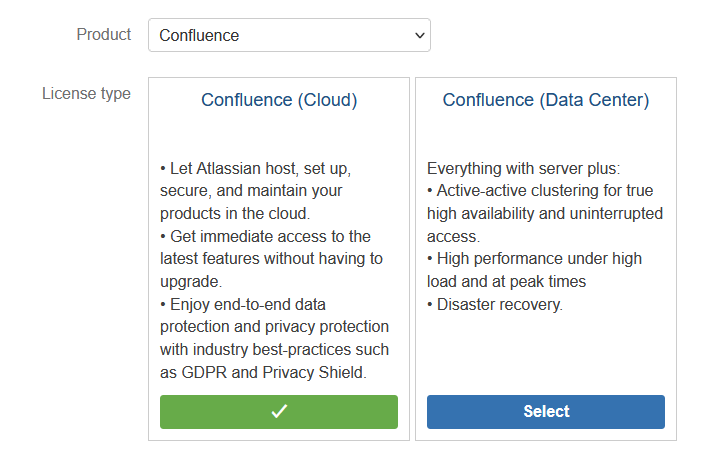 Product
Confluence
License type
Confluence (Cloud)
• Let Atlassian host, set up,
secure, and maintain your
products in the cloud.
• Get immediate access to the
latest features without having to
upgrade.
• Enjoy end-to-end data
protection and privacy protection
with industry best-practices such
as GDPR and Privacy Shield.
Confluence (Data Center)
Everything with server plus:
• Active-active clustering for true
high availability and uninterrupted
access.
• High performance under high
load and at peak times
• Disaster recovery.
Select